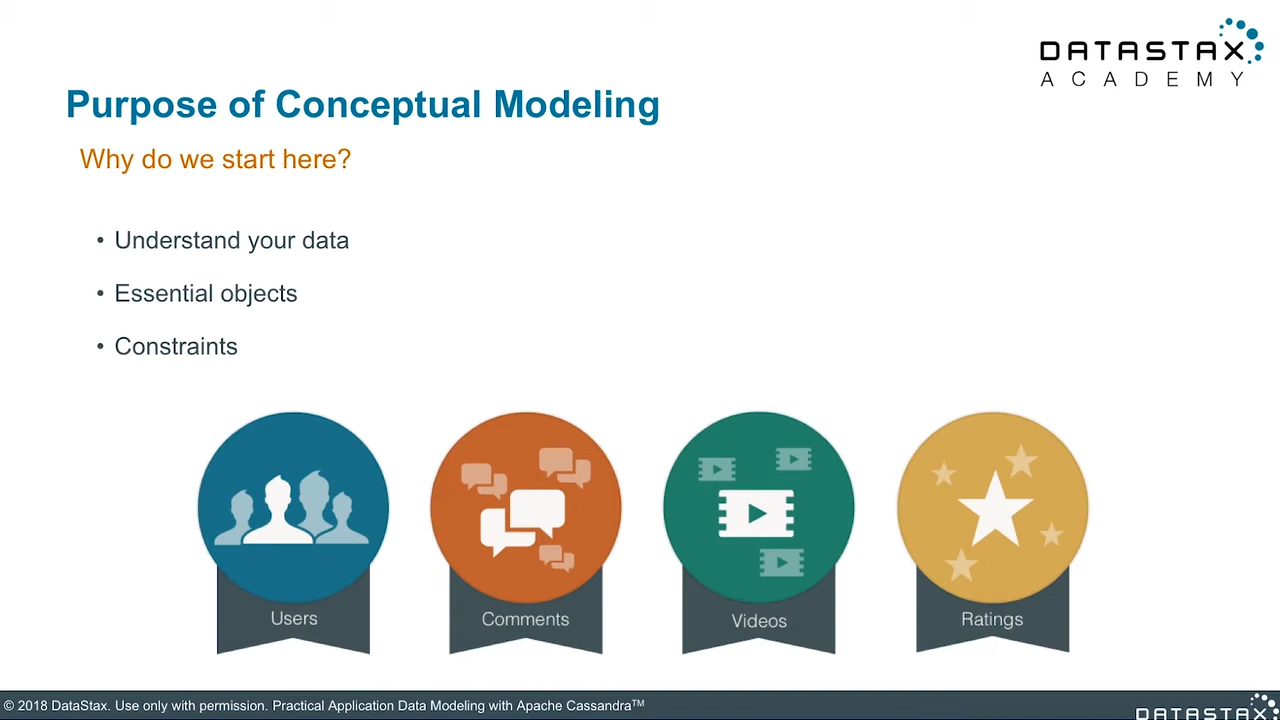 DATASTAX
ACADEMY
Purpose of Conceptual Modeling
Why do we start here?
• Understand your data
• Essential objects
• Constraints
Users
Comments
Videos
Ratings
© 2018 DataStax. Use only with permission. Practical Application Data Modeling with Apache Cassandra™
DATASTAX